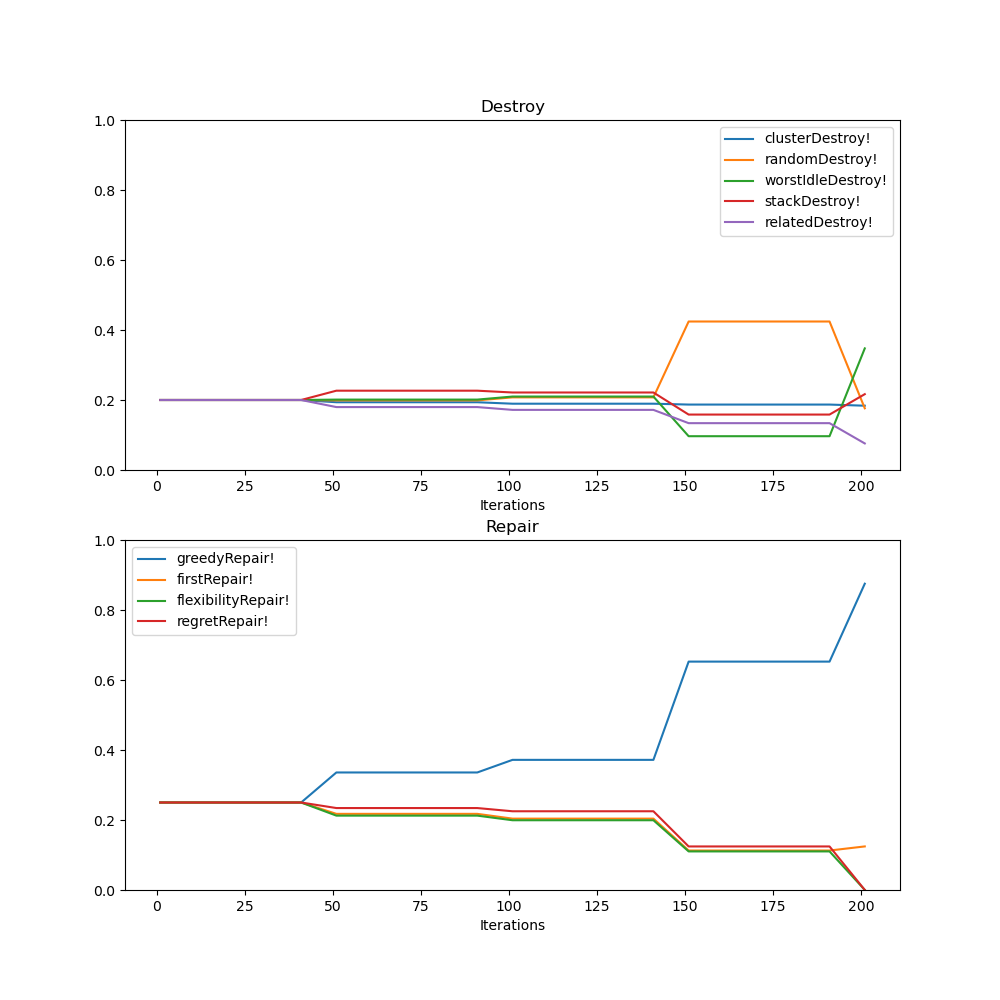 Destroy
1.0
0.8
0.6
0.4
0.2
0.0
clusterDestroy!
randomDestroy!
worstIdleDestroy!
stackDestroy!
relatedDestroy!
0 25 50 75 100 125 150 175 200
Iterations
Repair
1.0
0.8
0.6
0.4
0.2
0.0
greedyRepair!
firstRepair!
flexibilityRepair!
regretRepair!
0 25 50 75 100 125 150 175 200
Iterations